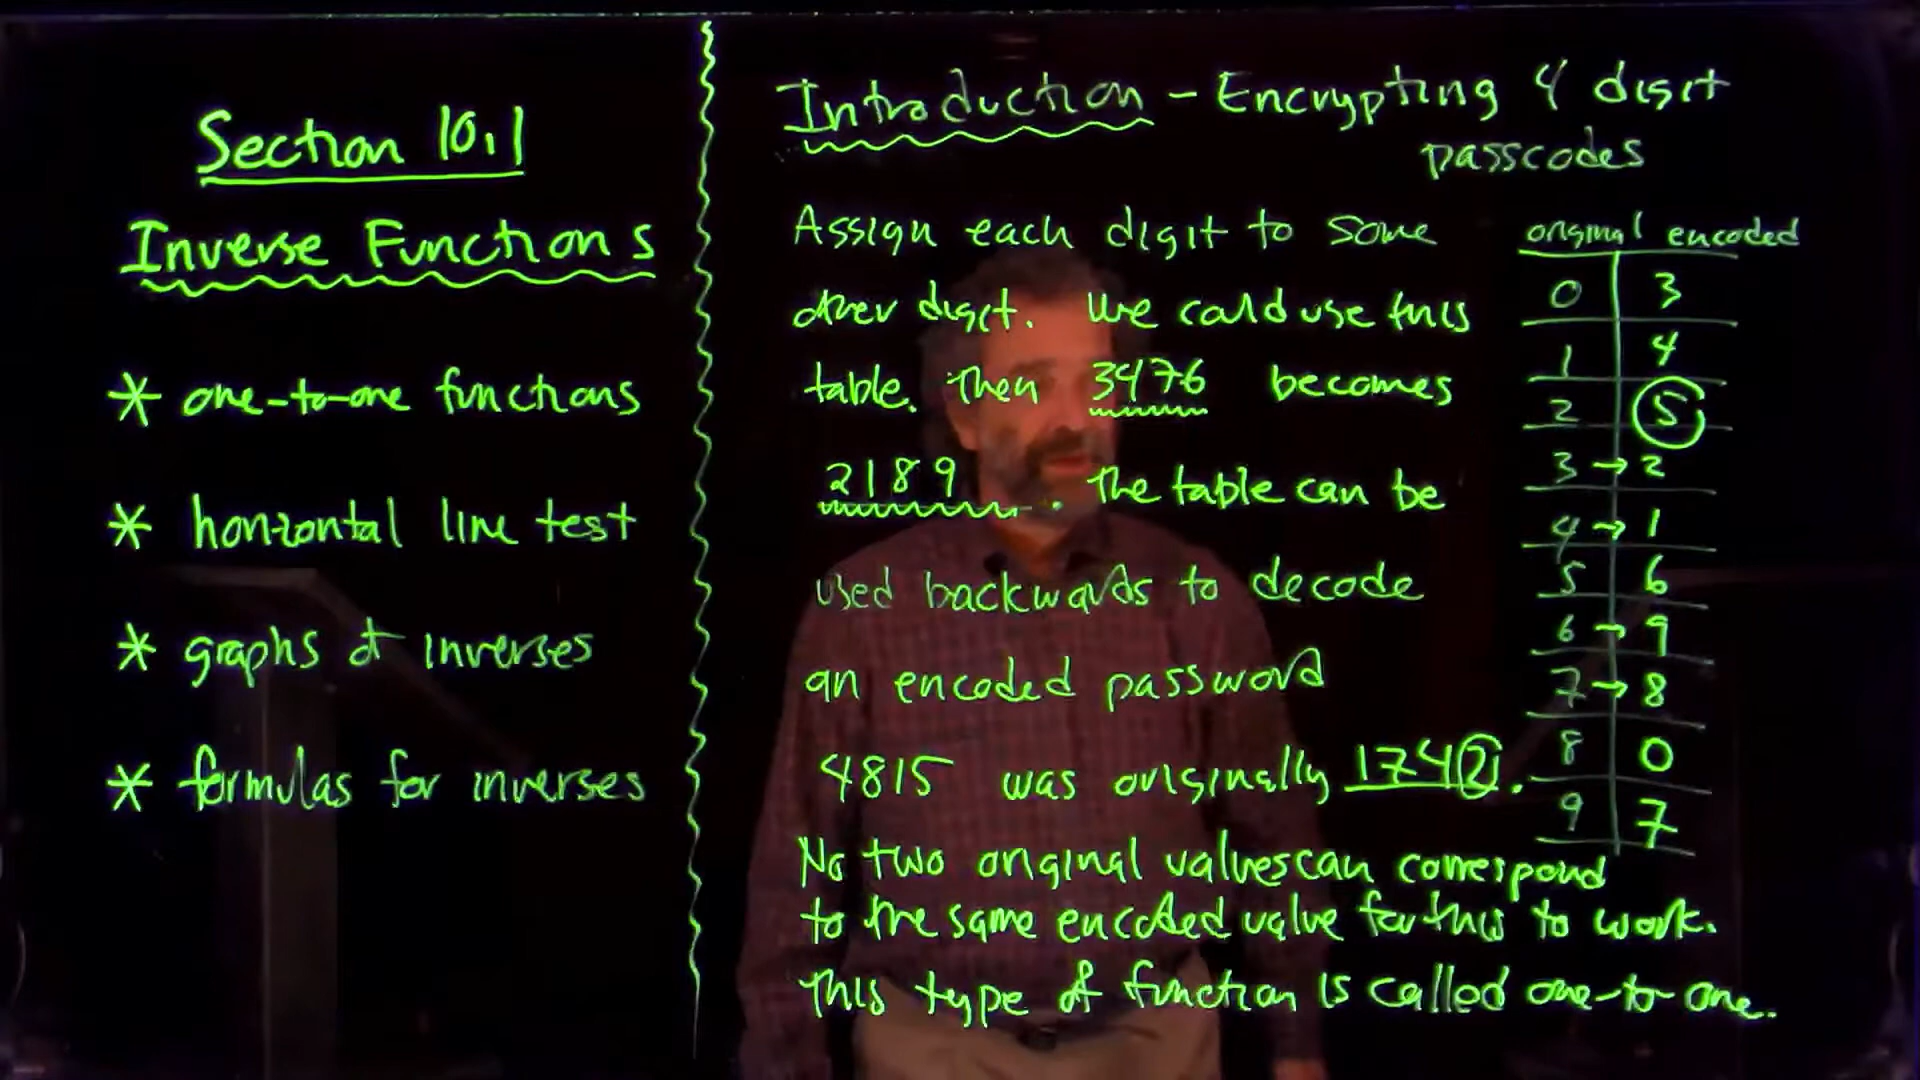 Section 10.1
Inverse Functions
* one-to-one functions
* horizontal line test
* graphs of inverses
* formulas for inverses
Introduction - Encrypting 4 digit
passcodes
Assign each digit to some
other digit. We could use this
table. Then 3476 becomes
2189. The table can be
used backwards to decode
an encoded password
4815 was originally 1742.
No two original values can correspond
to the same encoded value for this to work.
This type of function is called one-to-one.
original encoded
0 3
1 4
2 5
3 → 2
4 → 1
5 6
6 → 9
7 → 8
8 0
9 7